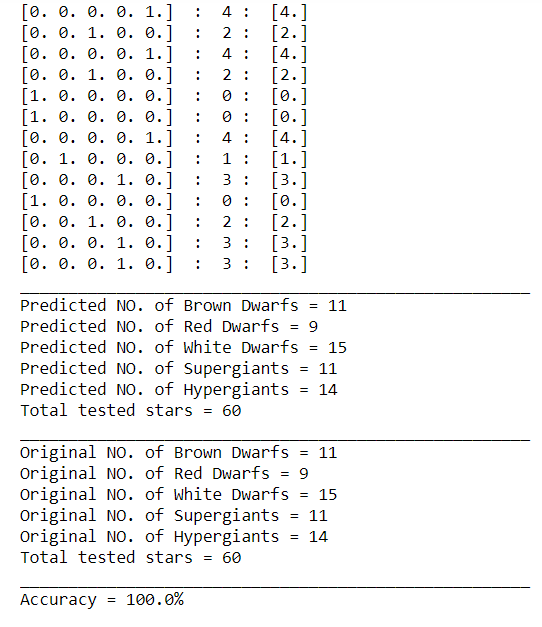 [0. 0. 0. 0. 1.]  :  4 :  [4.]
[0. 0. 1. 0. 0.]  :  2 :  [2.]
[0. 0. 0. 0. 1.]  :  4 :  [4.]
[0. 0. 1. 0. 0.]  :  2 :  [2.]
[1. 0. 0. 0. 0.]  :  0 :  [0.]
[1. 0. 0. 0. 0.]  :  0 :  [0.]
[0. 0. 0. 0. 1.]  :  4 :  [4.]
[0. 1. 0. 0. 0.]  :  1 :  [1.]
[0. 0. 0. 1. 0.]  :  3 :  [3.]
[1. 0. 0. 0. 0.]  :  0 :  [0.]
[0. 0. 1. 0. 0.]  :  2 :  [2.]
[0. 0. 0. 1. 0.]  :  3 :  [3.]
[0. 0. 0. 1. 0.]  :  3 :  [3.]
Predicted NO. of Brown Dwarfs = 11
Predicted NO. of Red Dwarfs = 9
Predicted NO. of White Dwarfs = 15
Predicted NO. of Supergiants = 11
Predicted NO. of Hypergiants = 14
Total tested stars = 60
Original NO. of Brown Dwarfs = 11
Original NO. of Red Dwarfs = 9
Original NO. of White Dwarfs = 15
Original NO. of Supergiants = 11
Original NO. of Hypergiants = 14
Total tested stars = 60
Accuracy = 100.0%